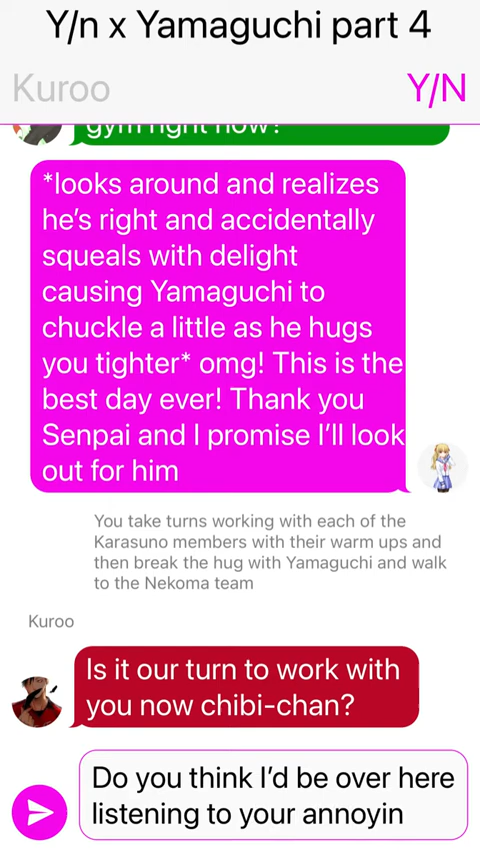 Y/n x Yamaguchi part 4
Kuroo
Y/N
gym right now?
*looks around and realizes
he's right and accidentally
squeals with delight
causing Yamaguchi to
chuckle a little as he hugs
you tighter* omg! This is the
best day ever! Thank you
Senpai and I promise I'll look
out for him
You take turns working with each of the
Karasuno members with their warm ups and
then break the hug with Yamaguchi and walk
to the Nekoma team
Kuroo
Is it our turn to work with
you now chibi-chan?
Do you think I'd be over here
listening to your annoyin